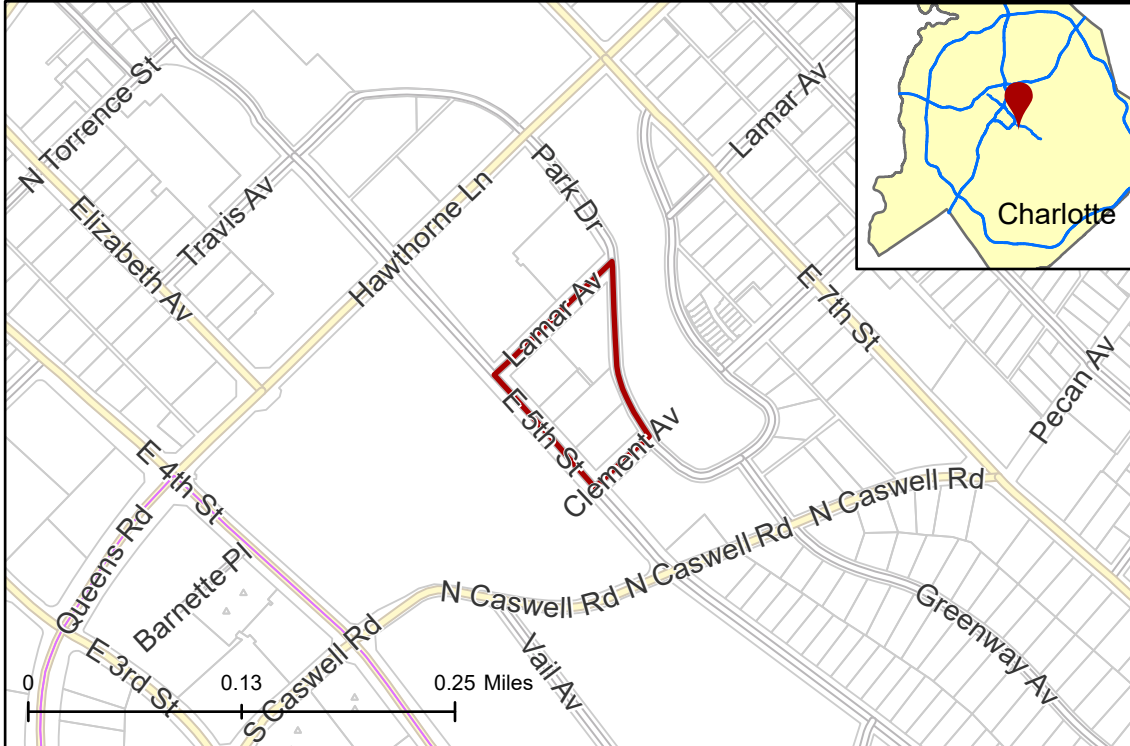 N Torrence St
Travis Av
Elizabeth Av
Hawthorne Ln
Park Dr
Lamar Av
Charlotte
E 7th St
Pecan Av
Lamar Av
E 5th St
Clement Av
E 4th St
Queens Rd
Barnette Pl
E 3rd St
S Caswell Rd
N Caswell Rd
N Caswell Rd
N Caswell Rd
Vail Av
Greenway Av
0 0.13 0.25 Miles